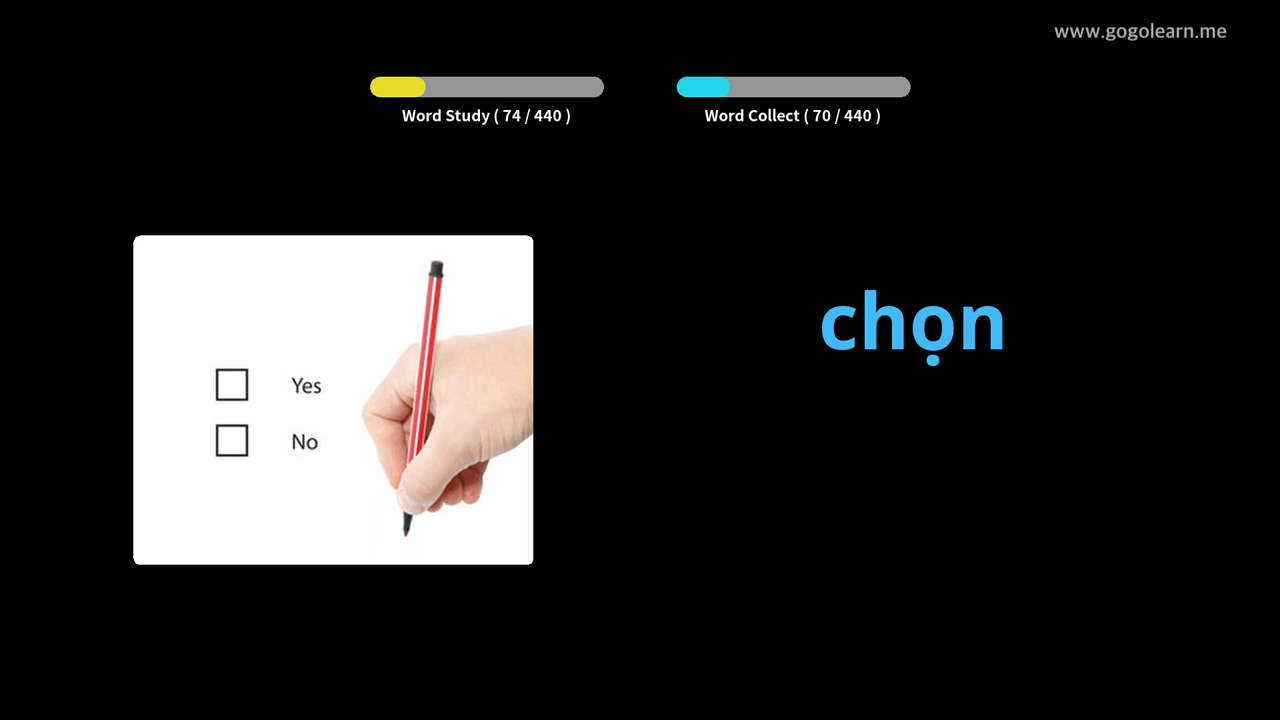 www.gogolearn.me
Word Study ( 74 / 440 )
Word Collect ( 70 / 440 )
Yes
No
chọn